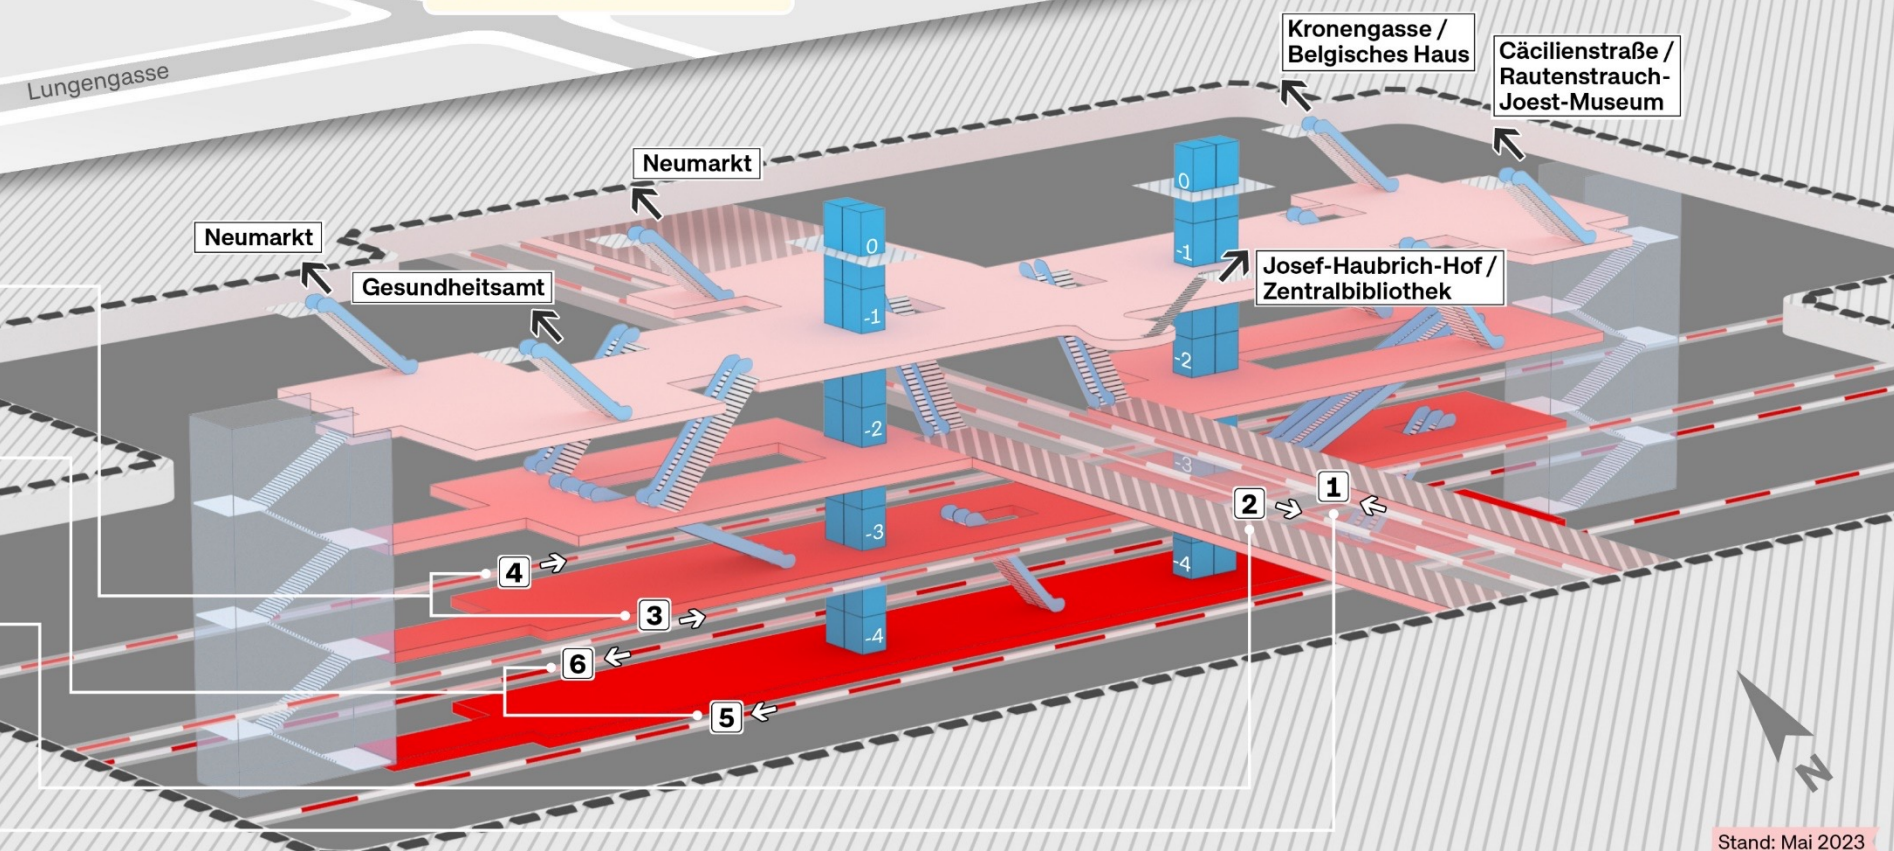 Lungengasse
Kronengasse /
Belgisches Haus
Cäcilienstraße /
Rautenstrauch-
Joest-Museum
Neumarkt
Neumarkt
Gesundheitsamt
Josef-Haubrich-Hof /
Zentralbibliothek
0
-1
-2
-3
-4
0
-1
-2
-3
-4
1
2
3
4
5
6
N
Stand: Mai 2023